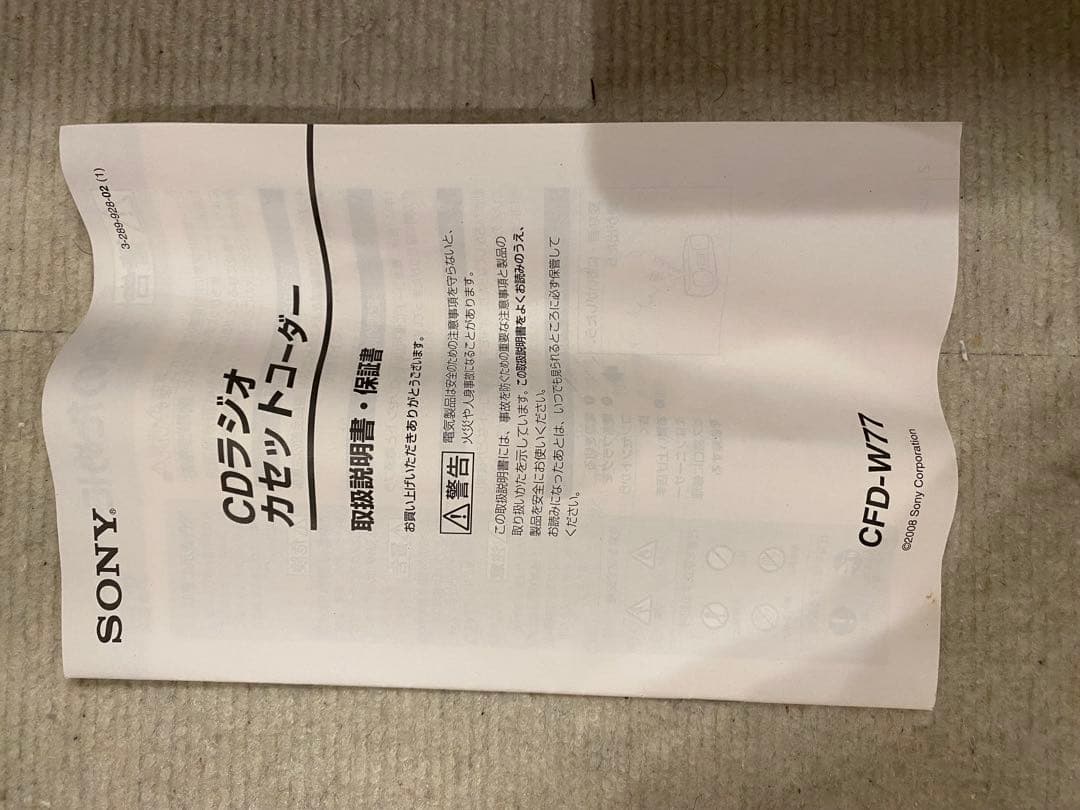 3-289-928-02 (1)
SONY®
CDラジオ
カセットコーダー
取扱説明書・保証書
お買い上げいただきありがとうございます。
警告
電気製品は安全のための注意事項を守らないと、
火災や人身事故になることがあります。
この取扱説明書には、事故を防ぐための重要な注意事項と製品の
取り扱いかたを示しています。この取扱説明書をよくお読みのうえ、
製品を安全にお使いください。
お読みになったあとは、いつでも見られるところに必ず保管して
ください。
CFD-W77
©2008 Sony Corporation